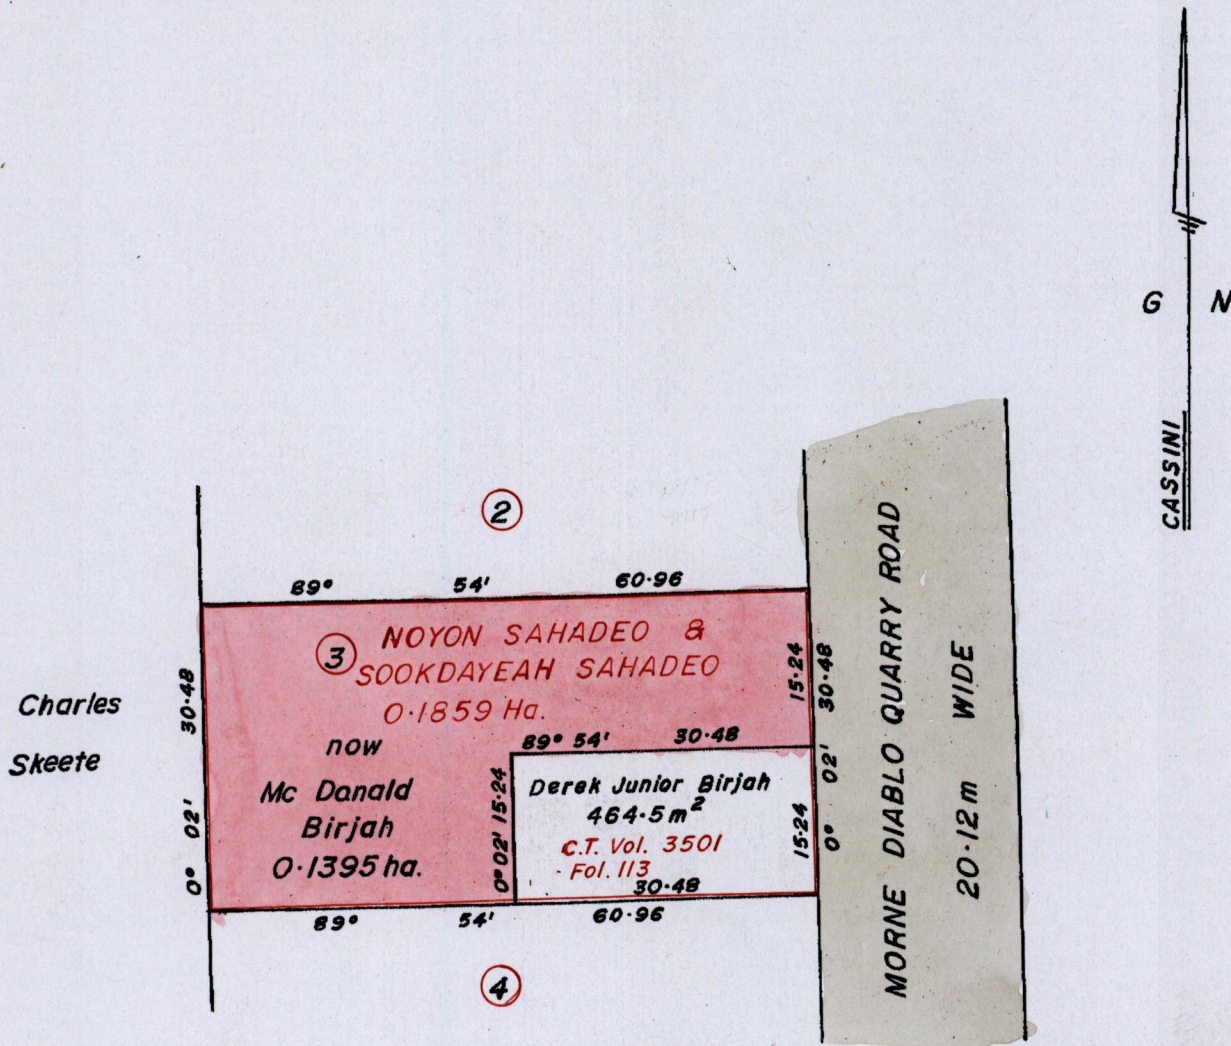 G N
CASSINI
2
89° 54' 60·96
3
NOYON SAHADEO &
SOOKDAYEAH SAHADEO
0·1859 Ha.
now
Mc Donald
Birjah
0·1395 ha.
Charles
Skeete
0° 02' 30·48
89° 54' 30·48
0° 02' 15·24
Derek Junior Birjah
464·5 m²
C.T. Vol. 3501
Fol. 113
30·48
15·24
15·24
0° 02' 30·48
89° 54' 60·96
4
MORNE DIABLO QUARRY ROAD
20·12 m WIDE